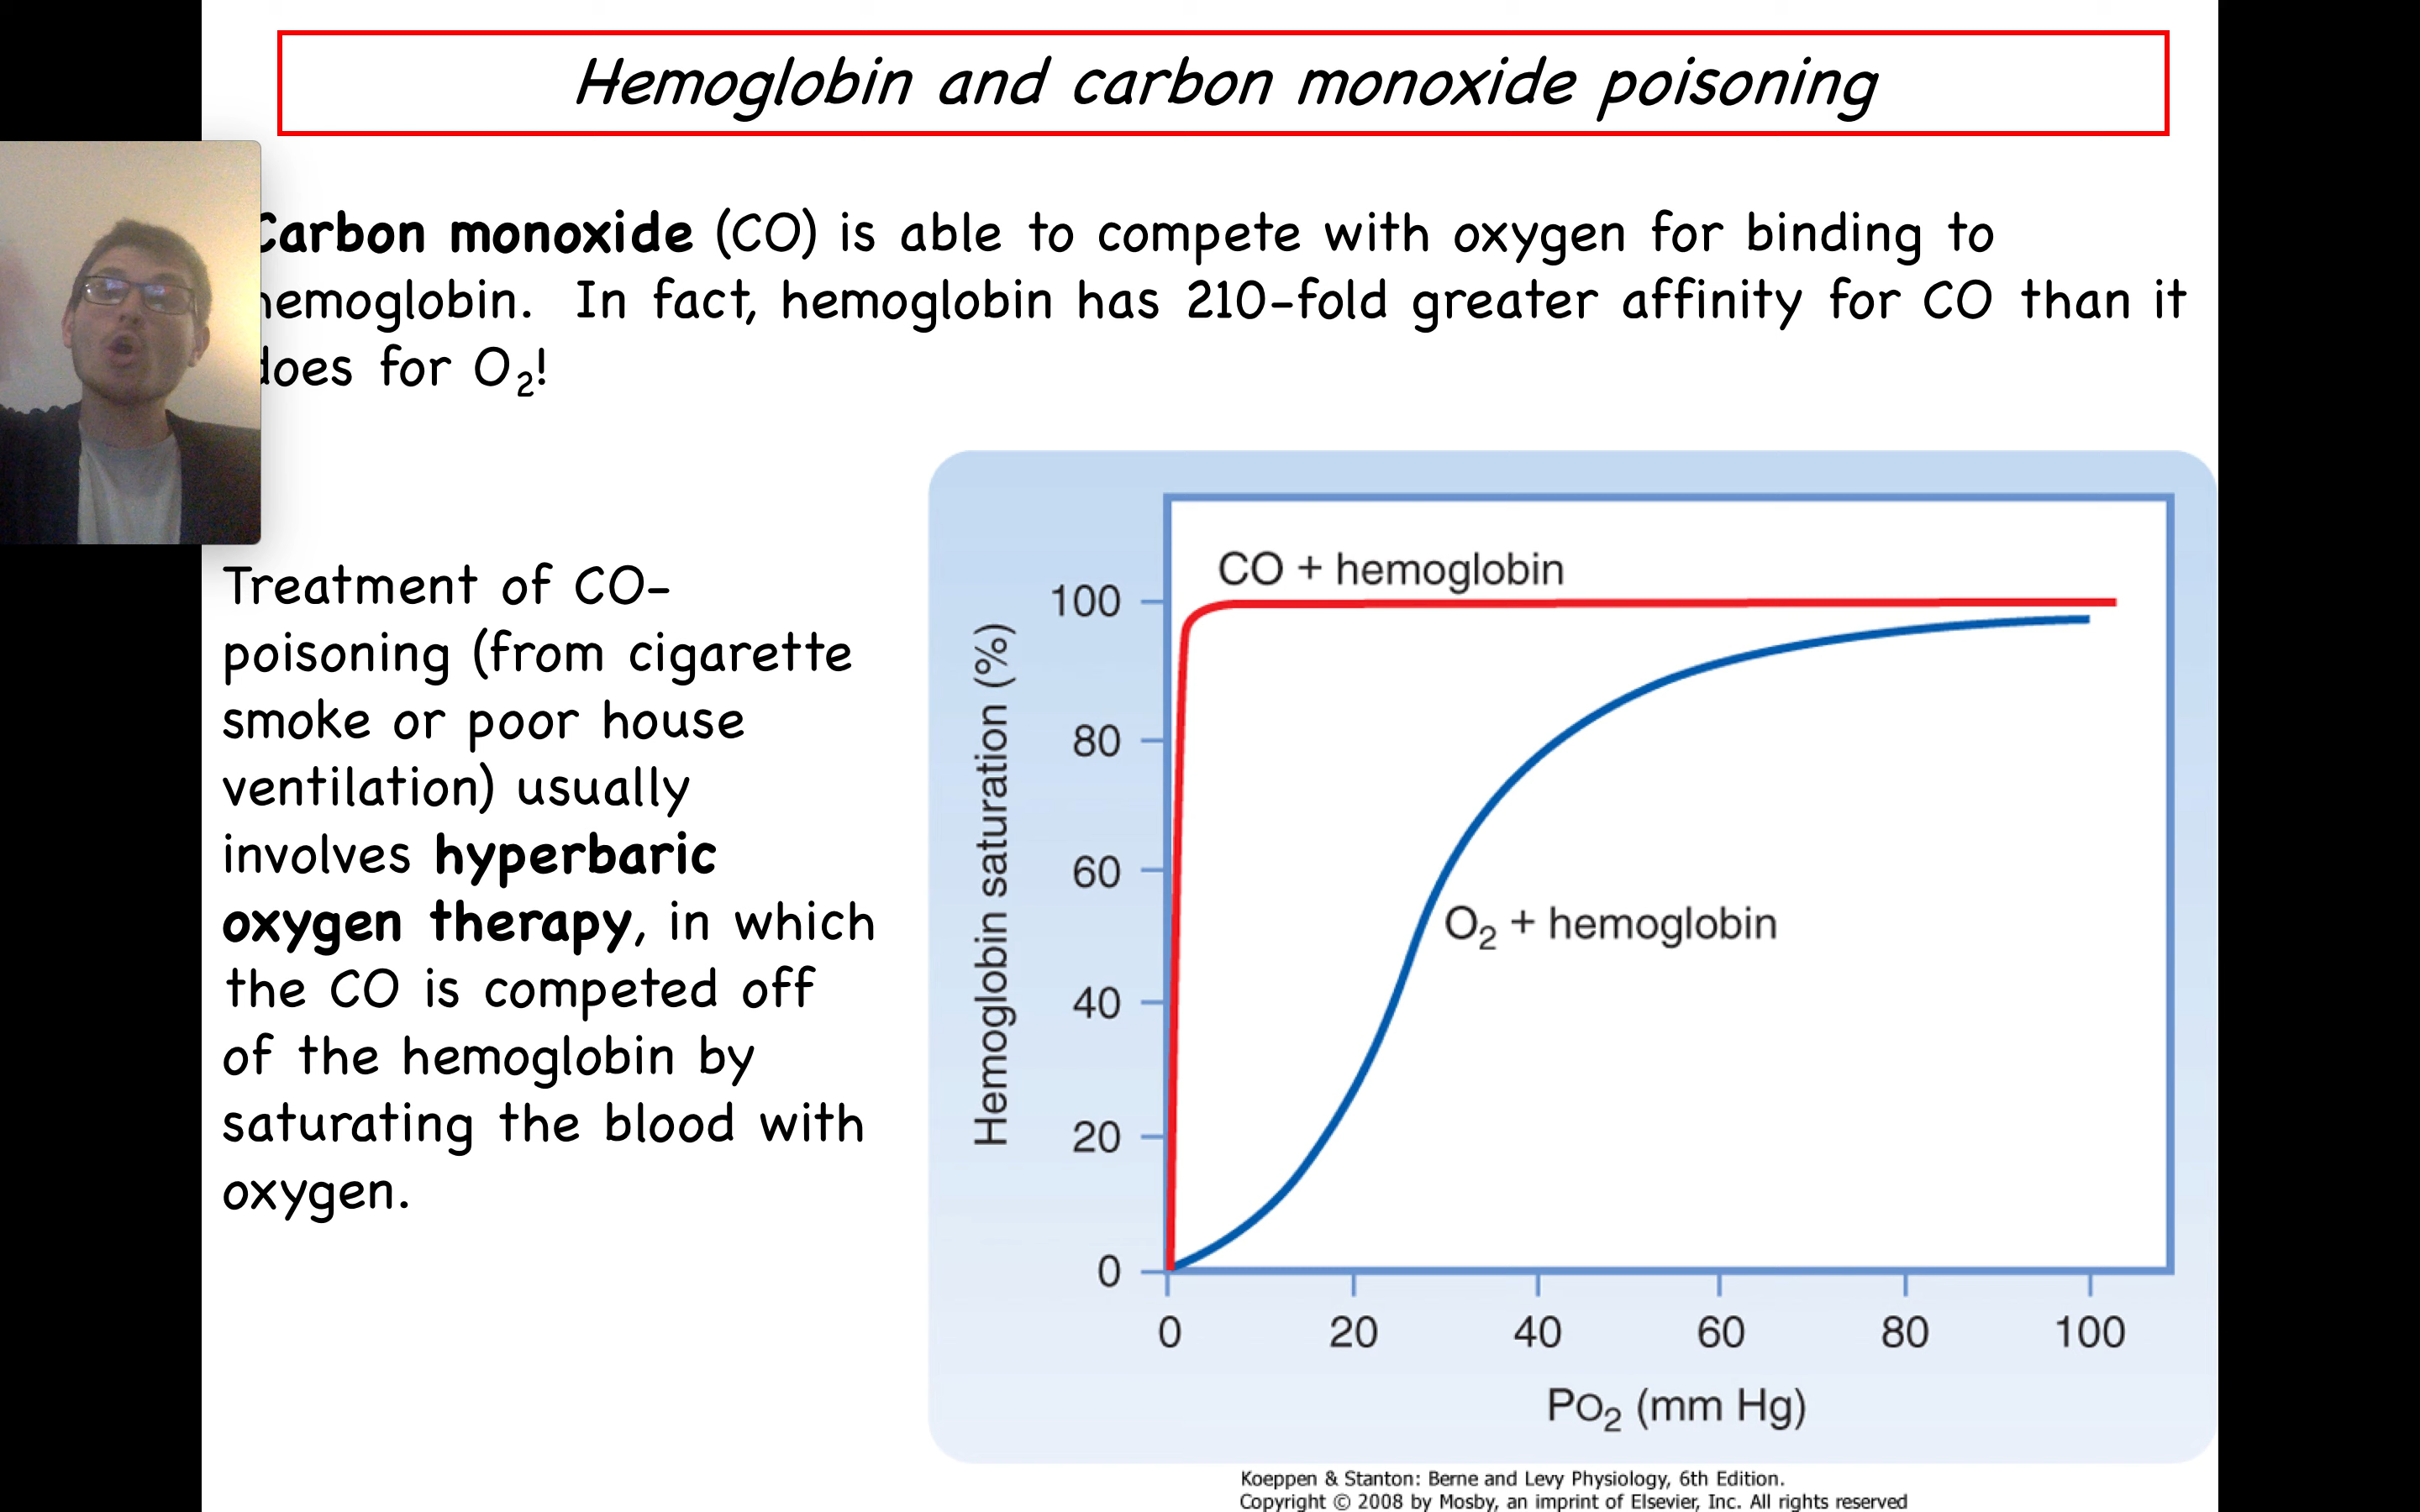 Hemoglobin and carbon monoxide poisoning
Carbon monoxide (CO) is able to compete with oxygen for binding to
hemoglobin. In fact, hemoglobin has 210-fold greater affinity for CO than it
does for O₂!
Treatment of CO-
poisoning (from cigarette
smoke or poor house
ventilation) usually
involves hyperbaric
oxygen therapy, in which
the CO is competed off
of the hemoglobin by
saturating the blood with
oxygen.
Hemoglobin saturation (%)
100
80
60
40
20
0
CO + hemoglobin
O₂ + hemoglobin
0 20 40 60 80 100
PO₂ (mm Hg)
Koeppen & Stanton: Berne and Levy Physiology, 6th Edition.
Copyright © 2008 by Mosby, an imprint of Elsevier, Inc. All rights reserved